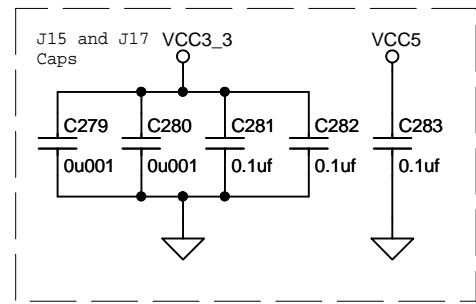 J15 and J17 VCC3_3 VCC5
Caps
C279 C280 C281 C282 C283
0u001 0u001 0.1uf 0.1uf 0.1uf